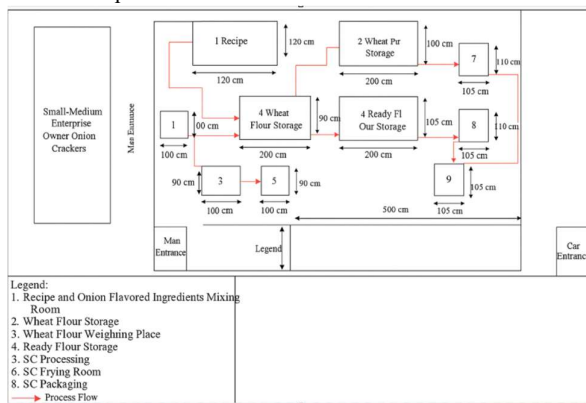 1 Recipe
120 cm
120 cm
2 Wheat Pır
Storage
100 cm
200 cm
7
110 cm
105 cm
Small-Medium
Enterprise
Owner Onion
Crackers
Man Entrance
1
00 cm
100 cm
4 Wheat
Flour Storage
90 cm
200 cm
4 Ready Fl
Our Storage
105 cm
200 cm
8
110 cm
105 cm
3
90 cm
100 cm
5
90 cm
100 cm
9
105 cm
105 cm
500 cm
Man
Entrance
Legend
Car
Entranc
Legend:
1. Recipe and Onion Flavored Ingredients Mixing
Room
2. Wheat Flour Storage
3. Wheat Flour Weighning Place
4. Ready Flour Storage
3. SC Processing
6. SC Frying Room
8. SC Packaging
Process Flow